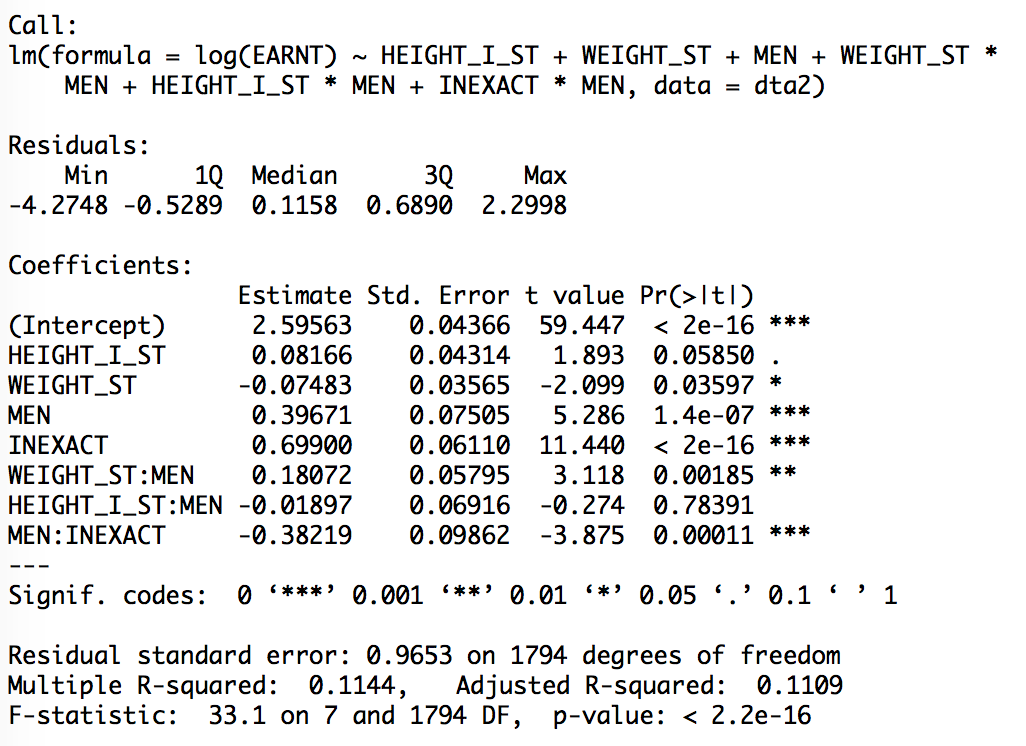 Call:
lm(formula = log(EARNT) ~ HEIGHT_I_ST + WEIGHT_ST + MEN + WEIGHT_ST *
    MEN + HEIGHT_I_ST * MEN + INEXACT * MEN, data = dta2)

Residuals:
    Min      1Q  Median      3Q     Max
-4.2748 -0.5289  0.1158  0.6890  2.2998

Coefficients:
                Estimate Std. Error t value Pr(>|t|)
(Intercept)      2.59563    0.04366  59.447  < 2e-16 ***
HEIGHT_I_ST      0.08166    0.04314   1.893  0.05850 .
WEIGHT_ST       -0.07483    0.03565  -2.099  0.03597 *
MEN              0.39671    0.07505   5.286  1.4e-07 ***
INEXACT          0.69900    0.06110  11.440  < 2e-16 ***
WEIGHT_ST:MEN    0.18072    0.05795   3.118  0.00185 **
HEIGHT_I_ST:MEN -0.01897    0.06916  -0.274  0.78391
MEN:INEXACT     -0.38219    0.09862  -3.875  0.00011 ***
---
Signif. codes:  0 ‘***’ 0.001 ‘**’ 0.01 ‘*’ 0.05 ‘.’ 0.1 ‘ ’ 1

Residual standard error: 0.9653 on 1794 degrees of freedom
Multiple R-squared:  0.1144,	Adjusted R-squared:  0.1109
F-statistic:  33.1 on 7 and 1794 DF,  p-value: < 2.2e-16